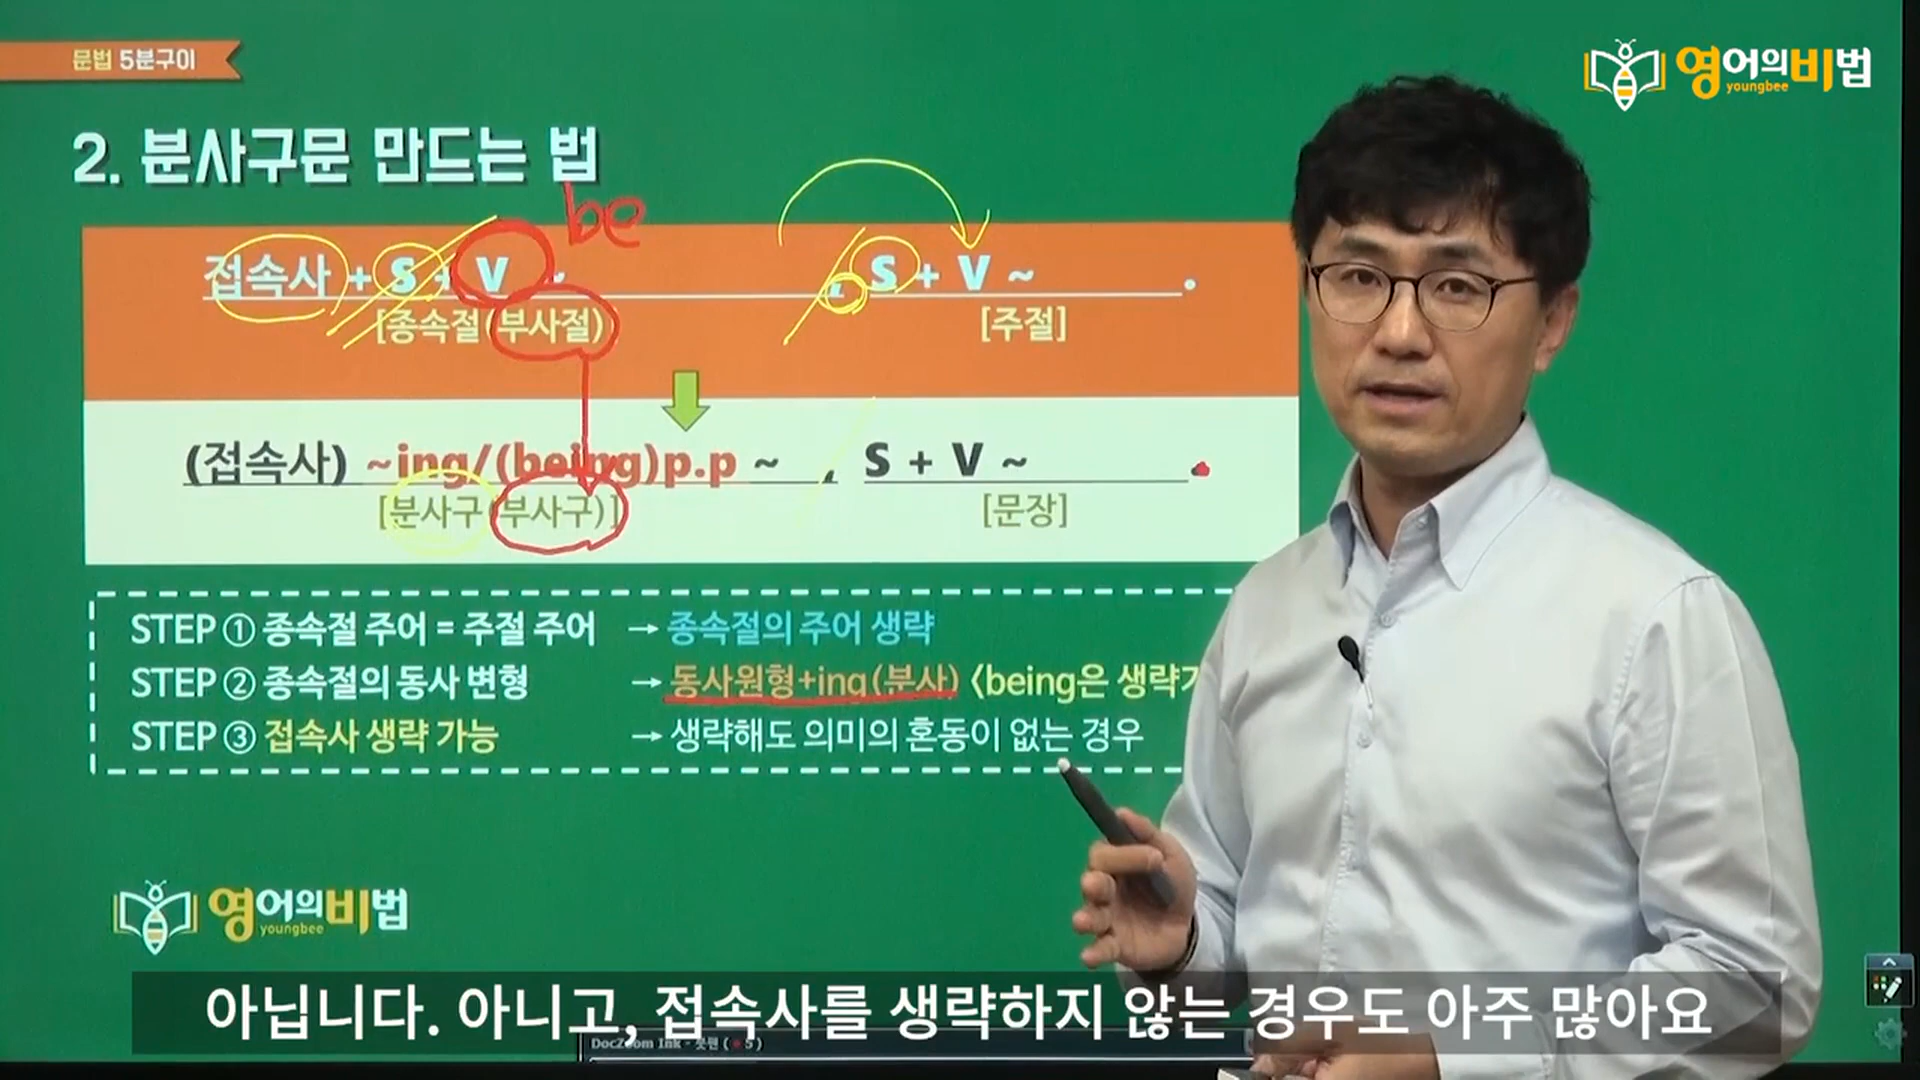 문법 5분구이
영어의비법
youngbee
2. 분사구문 만드는 법
be
접속사 + S + V ~ , S + V ~ .
[종속절(부사절)] [주절]
(접속사) ~ing/(being)p.p ~ , S + V ~ .
[분사구(부사구)] [문장]
STEP ① 종속절 주어 = 주절 주어 → 종속절의 주어 생략
STEP ② 종속절의 동사 변형 → 동사원형+ing(분사) <being은 생략가
STEP ③ 접속사 생략 가능 → 생략해도 의미의 혼동이 없는 경우
영어의비법
youngbee
아닙니다. 아니고, 접속사를 생략하지 않는 경우도 아주 많아요